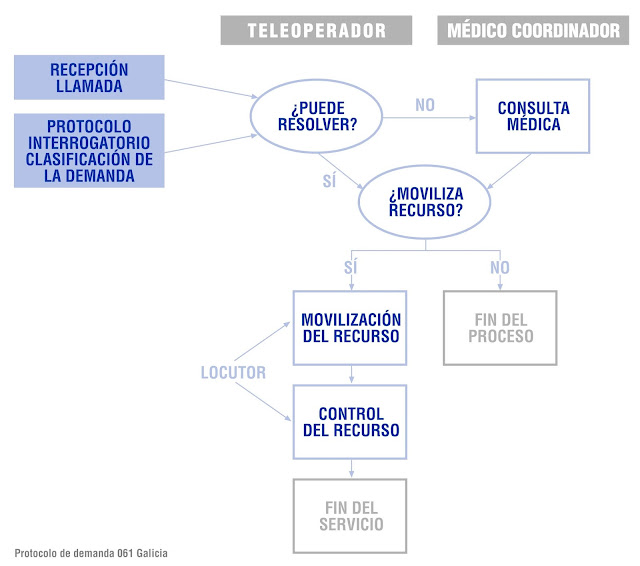 TELEOPERADOR
MÉDICO COORDINADOR
RECEPCIÓN
LLAMADA
PROTOCOLO
INTERROGATORIO
CLASIFICACIÓN DE
LA DEMANDA
¿PUEDE
RESOLVER?
NO
CONSULTA
MÉDICA
SÍ
¿MOVILIZA
RECURSO?
SÍ
NO
MOVILIZACIÓN
DEL RECURSO
FIN DEL
PROCESO
LOCUTOR
CONTROL
DEL RECURSO
FIN DEL
SERVICIO
Protocolo de demanda 061 Galicia